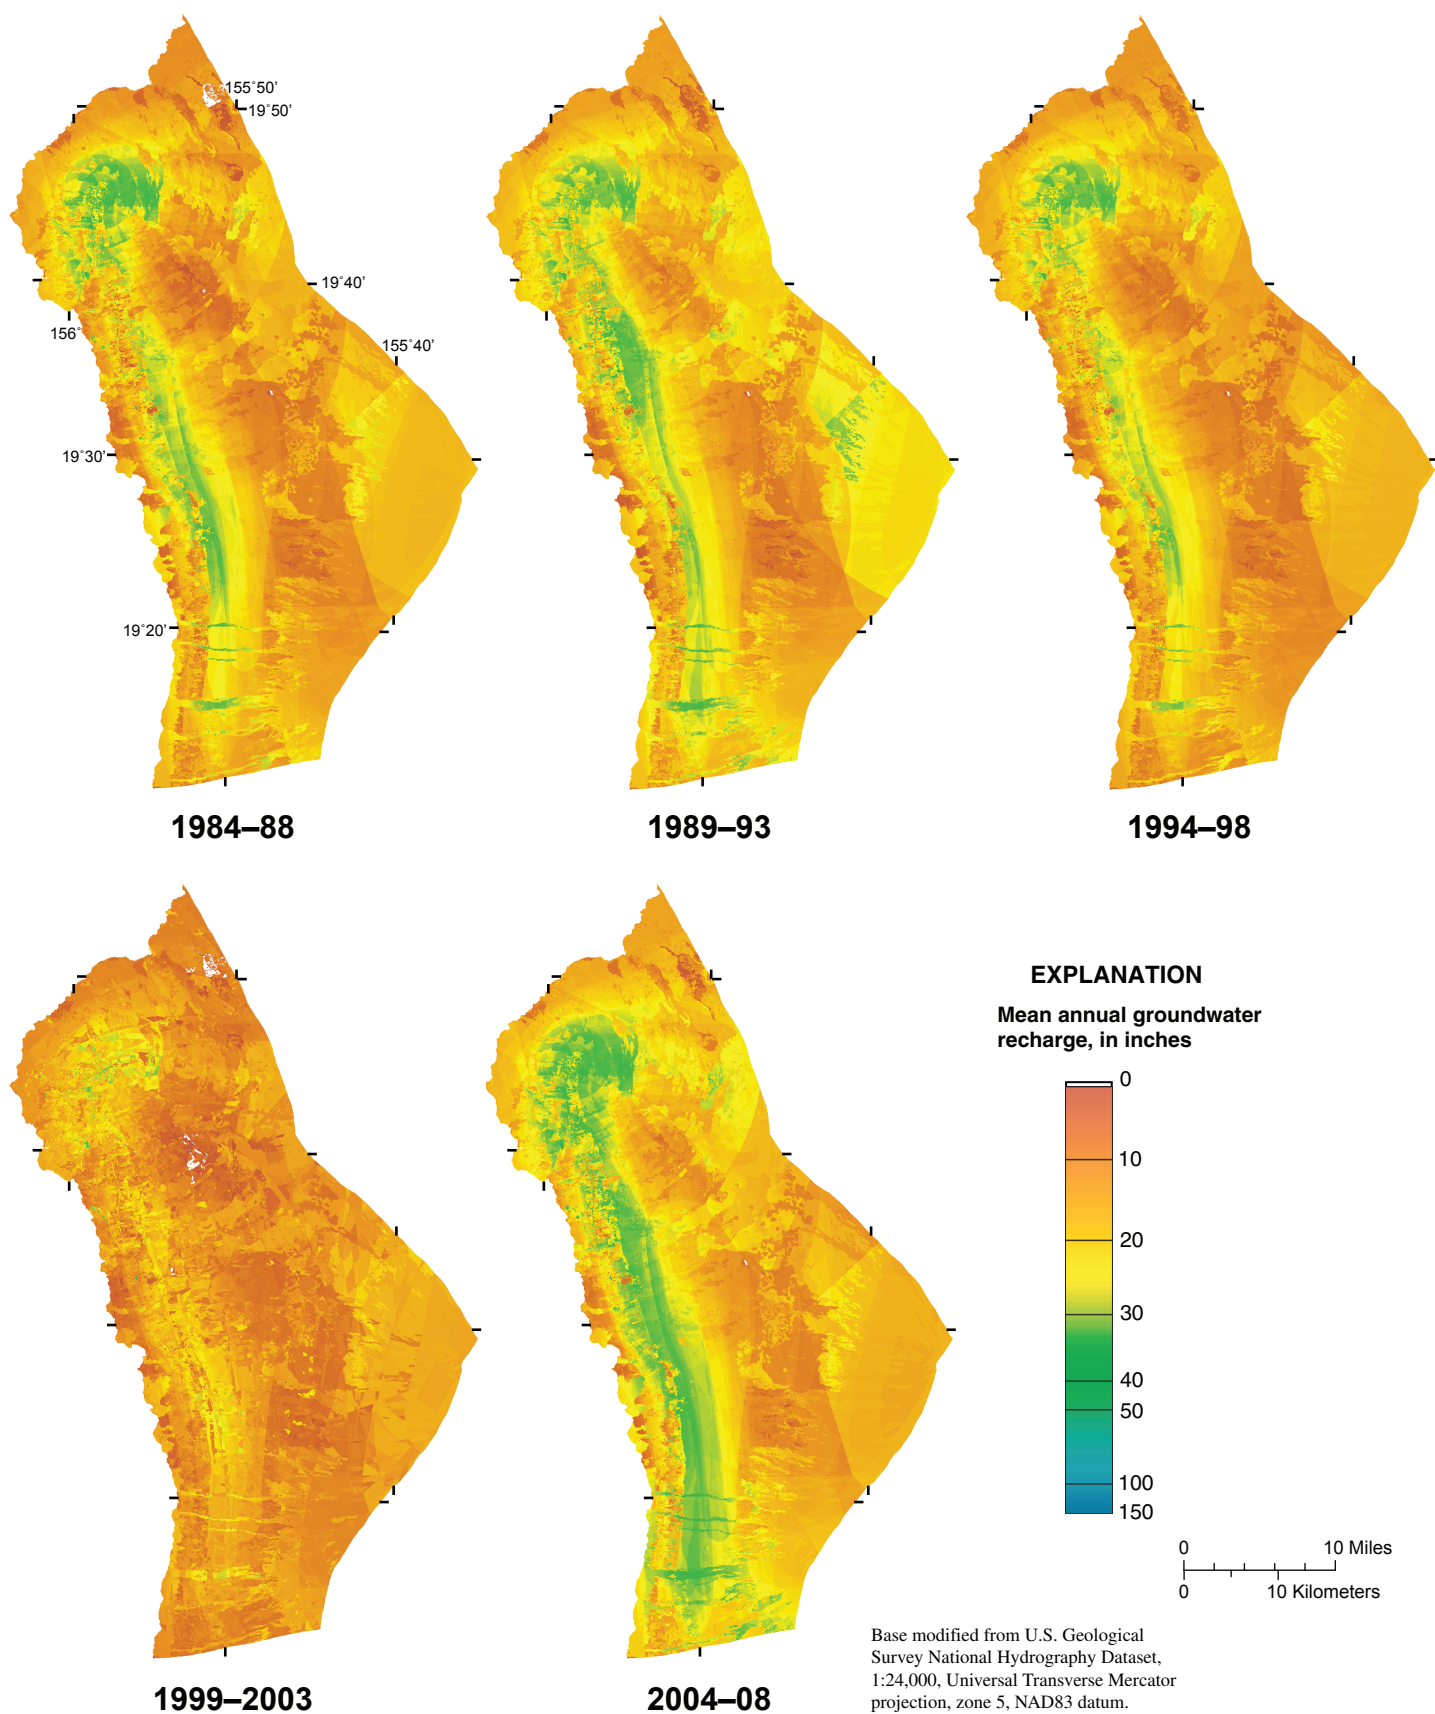 155˚50’
19˚50’
19˚40’
156˚
155˚40’
19˚30’
19˚20’
1984–88
1989–93
1994–98
1999–2003
2004–08
EXPLANATION
Mean annual groundwater
recharge, in inches
0
10
20
30
40
50
100
150
0 10 Miles
0 10 Kilometers
Base modified from U.S. Geological
Survey National Hydrography Dataset,
1:24,000, Universal Transverse Mercator
projection, zone 5, NAD83 datum.